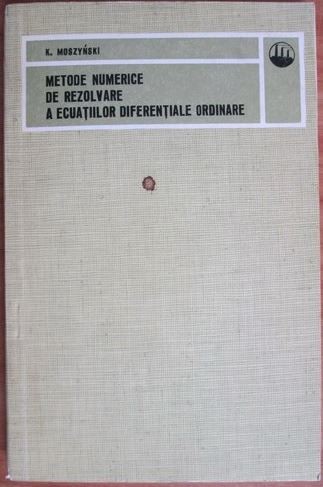 K. MOSZYŃSKI
METODE NUMERICE
DE REZOLVARE
A ECUAȚIILOR DIFERENȚIALE ORDINARE